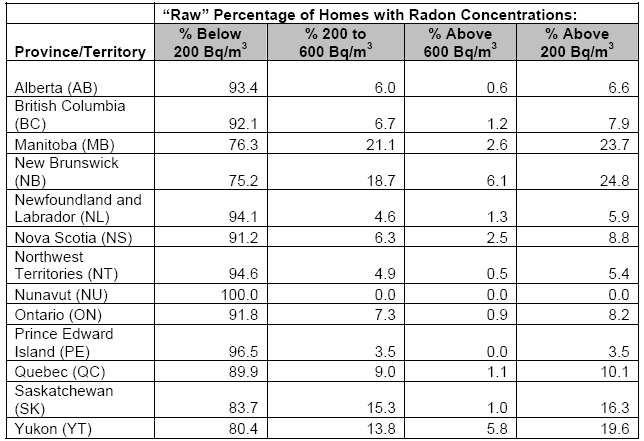 “Raw” Percentage of Homes with Radon Concentrations:
Province/Territory % Below 200 Bq/m³ % 200 to 600 Bq/m³ % Above 600 Bq/m³ % Above 200 Bq/m³
Alberta (AB) 93.4 6.0 0.6 6.6
British Columbia
(BC) 92.1 6.7 1.2 7.9
Manitoba (MB) 76.3 21.1 2.6 23.7
New Brunswick
(NB) 75.2 18.7 6.1 24.8
Newfoundland and
Labrador (NL) 94.1 4.6 1.3 5.9
Nova Scotia (NS) 91.2 6.3 2.5 8.8
Northwest
Territories (NT) 94.6 4.9 0.5 5.4
Nunavut (NU) 100.0 0.0 0.0 0.0
Ontario (ON) 91.8 7.3 0.9 8.2
Prince Edward
Island (PE) 96.5 3.5 0.0 3.5
Quebec (QC) 89.9 9.0 1.1 10.1
Saskatchewan
(SK) 83.7 15.3 1.0 16.3
Yukon (YT) 80.4 13.8 5.8 19.6